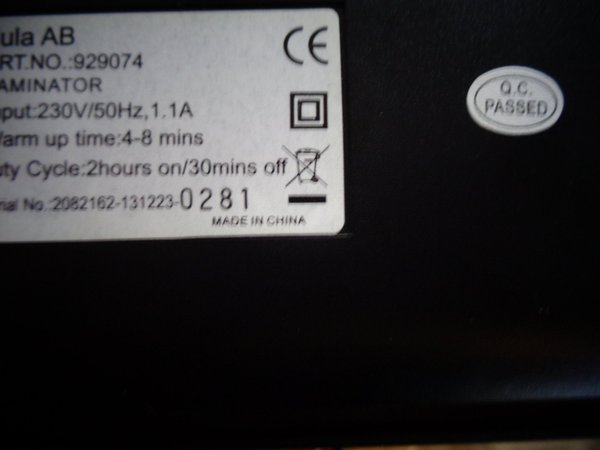 ula AB
RT.NO.:929074
AMINATOR
put:230V/50Hz,1.1A
arm up time:4-8 mins
ty Cycle:2hours on/30mins off
ial No.:2082162-131223-0281
MADE IN CHINA
CE
Q.C.
PASSED